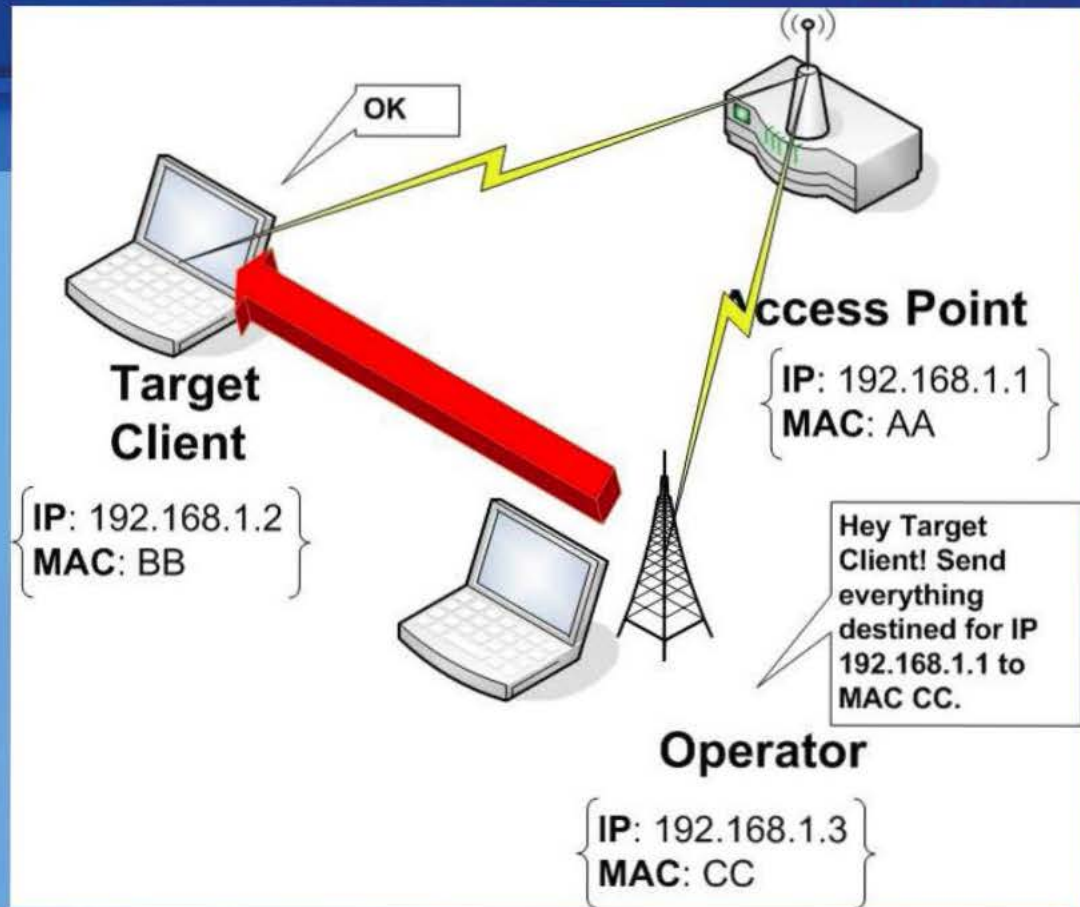 OK
Access Point
IP: 192.168.1.1
MAC: AA
Target
Client
IP: 192.168.1.2
MAC: BB
Hey Target
Client! Send
everything
destined for IP
192.168.1.1 to
MAC CC.
Operator
IP: 192.168.1.3
MAC: CC